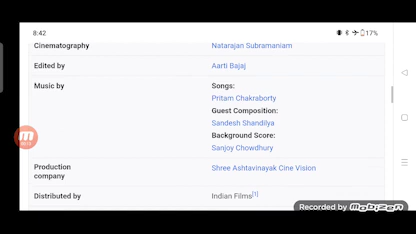 8:42
17%
Cinematography Natarajan Subramaniam
Edited by Aarti Bajaj
Music by Songs:
Pritam Chakraborty
Guest Composition:
Sandesh Shandilya
Background Score:
Sanjoy Chowdhury
Production Shree Ashtavinayak Cine Vision
company
Distributed by Indian Films[1]
Recorded by Mobizen